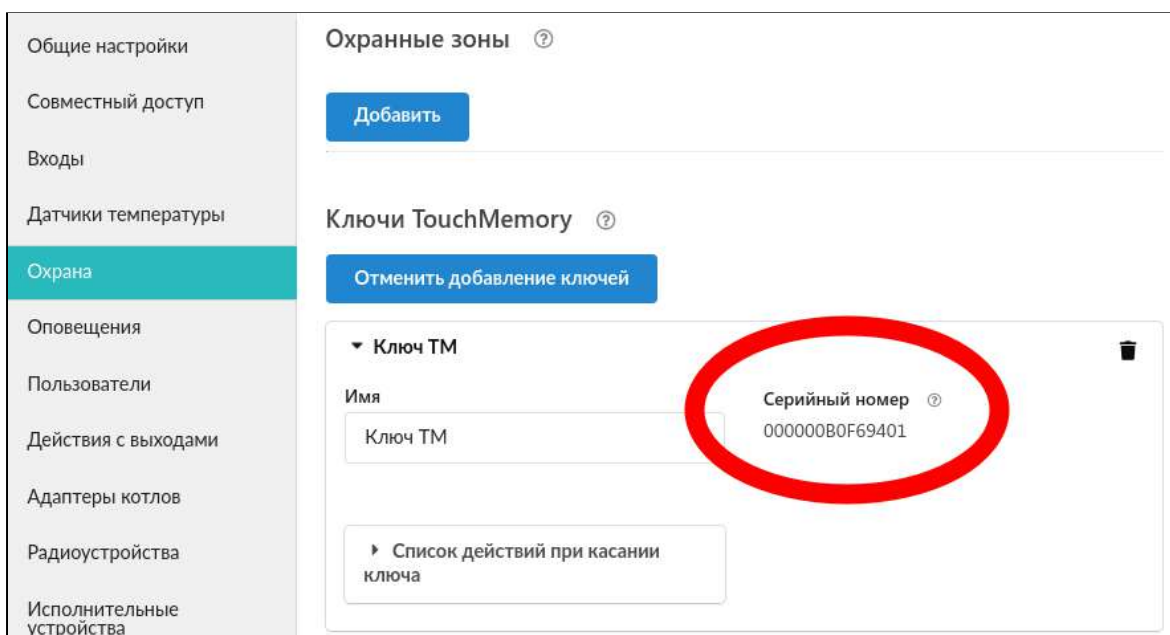 Общие настройки
Совместный доступ
Входы
Датчики температуры
Охрана
Оповещения
Пользователи
Действия с выходами
Адаптеры котлов
Радиоустройства
Исполнительные
устройства
Охранные зоны ?
Добавить
Ключи TouchMemory ?
Отменить добавление ключей
Ключ ТМ
Имя
Ключ ТМ
Серийный номер ?
000000B0F69401
Список действий при касании
ключа